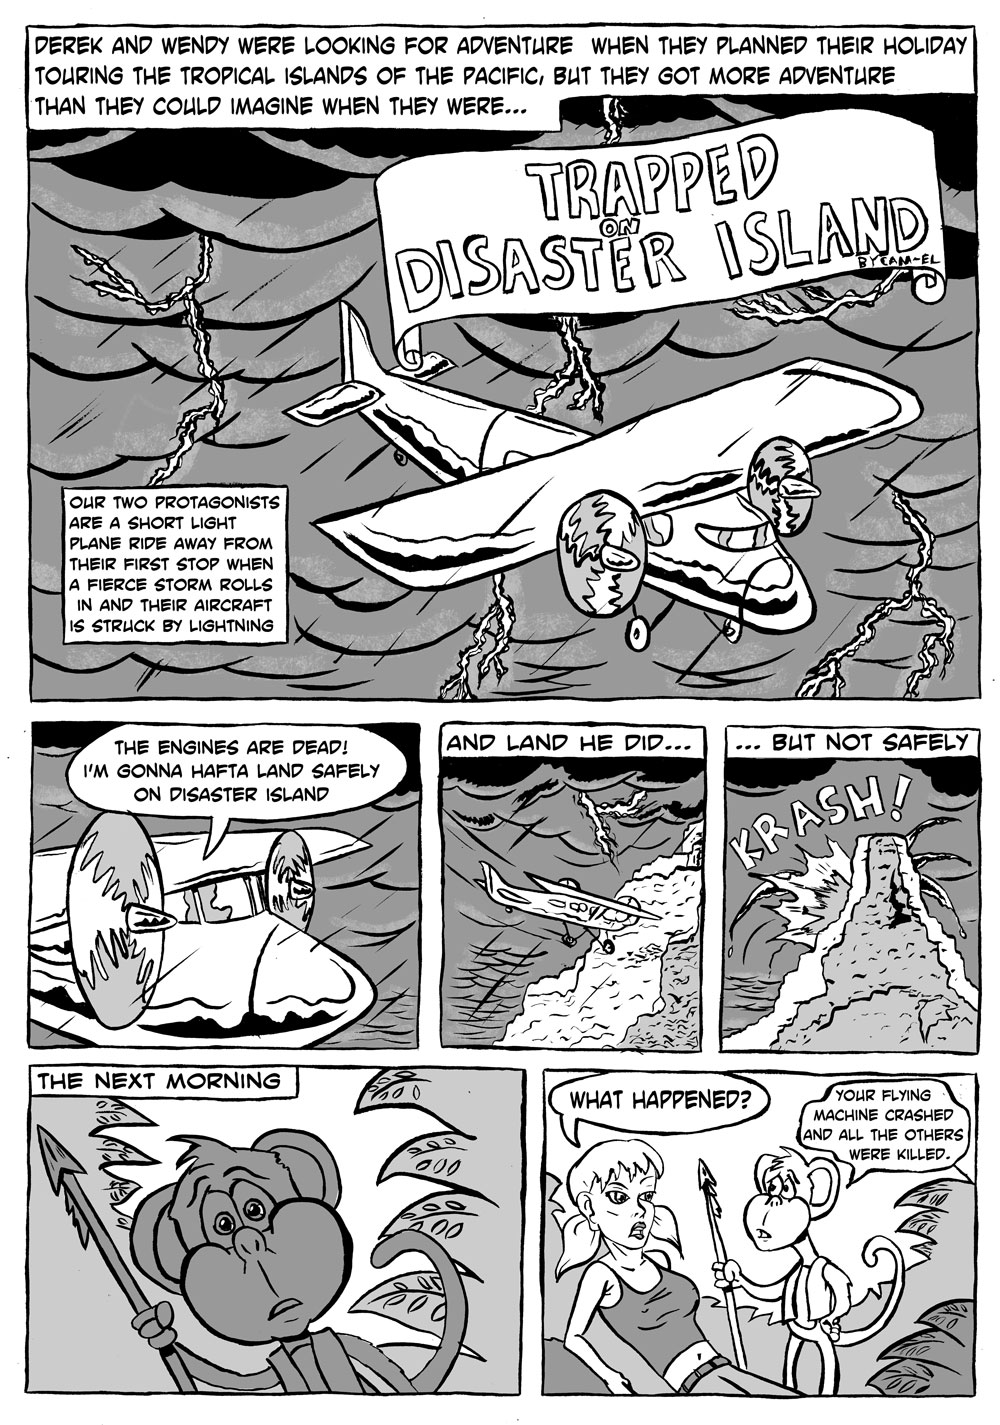 DEREK AND WENDY WERE LOOKING FOR ADVENTURE WHEN THEY PLANNED THEIR HOLIDAY
TOURING THE TROPICAL ISLANDS OF THE PACIFIC, BUT THEY GOT MORE ADVENTURE
THAN THEY COULD IMAGINE WHEN THEY WERE...
TRAPPED
ON
DISASTER ISLAND
BY CAM-EL
OUR TWO PROTAGONISTS
ARE A SHORT LIGHT
PLANE RIDE AWAY FROM
THEIR FIRST STOP WHEN
A FIERCE STORM ROLLS
IN AND THEIR AIRCRAFT
IS STRUCK BY LIGHTNING
THE ENGINES ARE DEAD!
I'M GONNA HAFTA LAND SAFELY
ON DISASTER ISLAND
AND LAND HE DID...
... BUT NOT SAFELY
KRASH!
THE NEXT MORNING
WHAT HAPPENED?
YOUR FLYING
MACHINE CRASHED
AND ALL THE OTHERS
WERE KILLED.